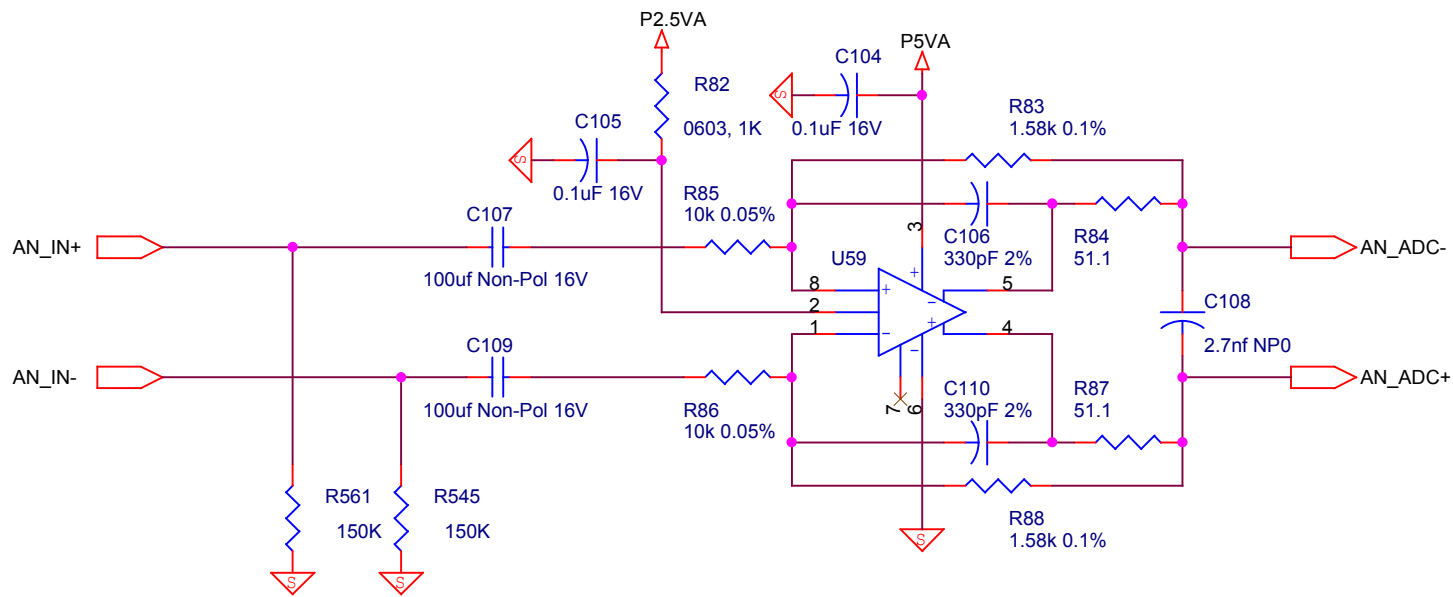 P2.5VA
P5VA
C104
R82
R83
1.58k 0.1%
C105
0603, 1K
0.1uF 16V
S
S
0.1uF 16V
R85
10k 0.05%
C107
3
C106
330pF 2%
R84
51.1
AN_IN+
AN_ADC-
100uf Non-Pol 16V
U59
8
5
2
C108
1
4
C109
2.7nf NP0
AN_IN-
AN_ADC+
100uf Non-Pol 16V
R86
10k 0.05%
7
6
C110
330pF 2%
R87
51.1
R561
150K
R545
150K
R88
1.58k 0.1%
S
S
S